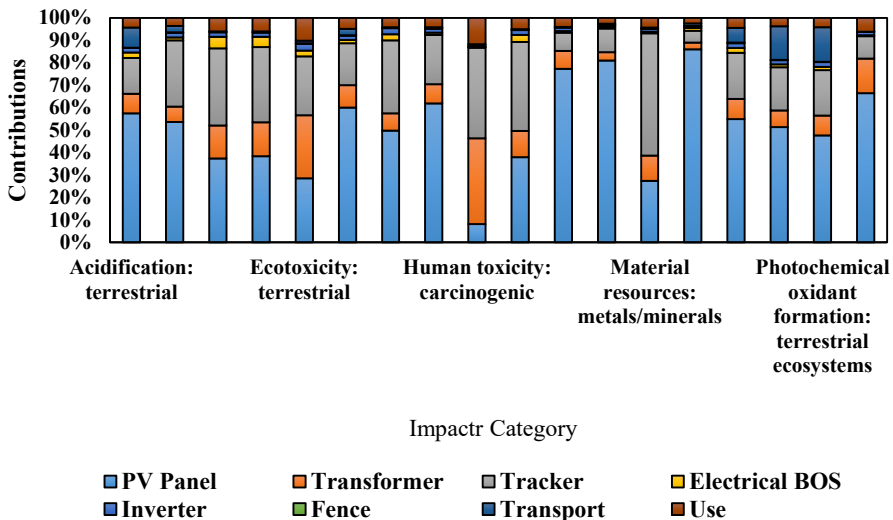 Contributions
100%
90%
80%
70%
60%
50%
40%
30%
20%
10%
0%
Acidification:
terrestrial
Ecotoxicity:
terrestrial
Human toxicity:
carcinogenic
Material
resources:
metals/minerals
Photochemical
oxidant
formation:
terrestrial
ecosystems
Impactr Category
PV Panel Transformer Tracker Electrical BOS
Inverter Fence Transport Use